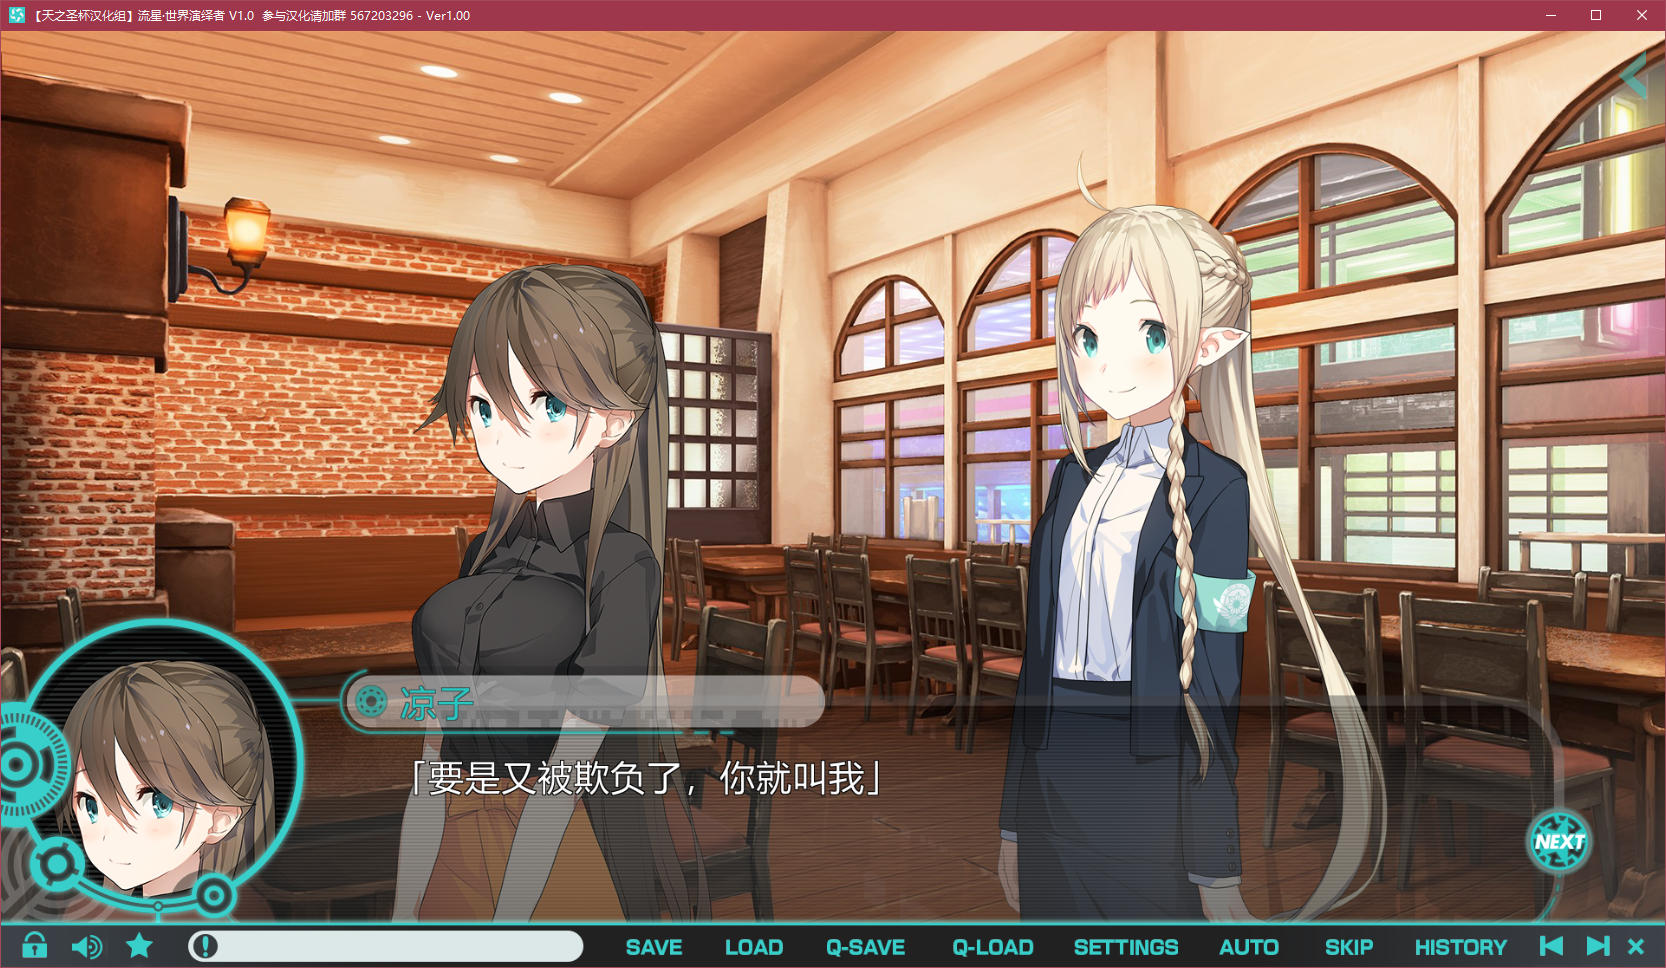 【天之圣杯汉化组】流星·世界演绎者 V1.0 参与汉化请加群 567203296 - Ver1.00
凉子
「要是又被欺负了，你就叫我」
NEXT
SAVE LOAD Q-SAVE Q-LOAD SETTINGS AUTO SKIP HISTORY